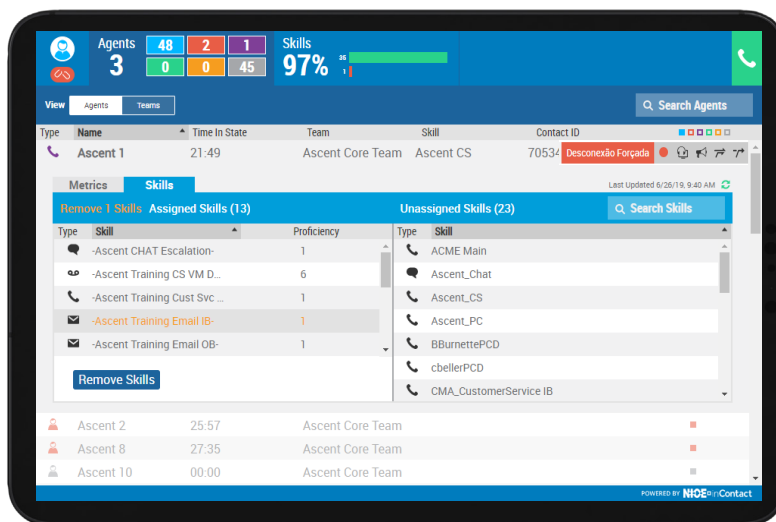 Agents
3
48 2 1
0 0 45
Skills
97%
26
1
View Agents Teams
Search Agents
Type Name Time In State Team Skill Contact ID
Ascent 1 21:49 Ascent Core Team Ascent CS 70534 Desconexão Forçada
Metrics Skills
Last Updated 6/26/19, 9:40 AM
Remove 1 Skills Assigned Skills (13)
Unassigned Skills (23)
Search Skills
Type Skill Proficiency
Type Skill
-Ascent CHAT Escalation- 1
ACME Main
-Ascent Training CS VM D... 6
Ascent_Chat
-Ascent Training Cust Svc ... 1
Ascent_CS
-Ascent Training Email IB- 1
Ascent_PC
-Ascent Training Email OB- 1
BBurnettePCD
cbellerPCD
CMA_CustomerService IB
Remove Skills
Ascent 2 25:57 Ascent Core Team
Ascent 8 27:35 Ascent Core Team
Ascent 10 00:00 Ascent Core Team
POWERED BY NICE inContact